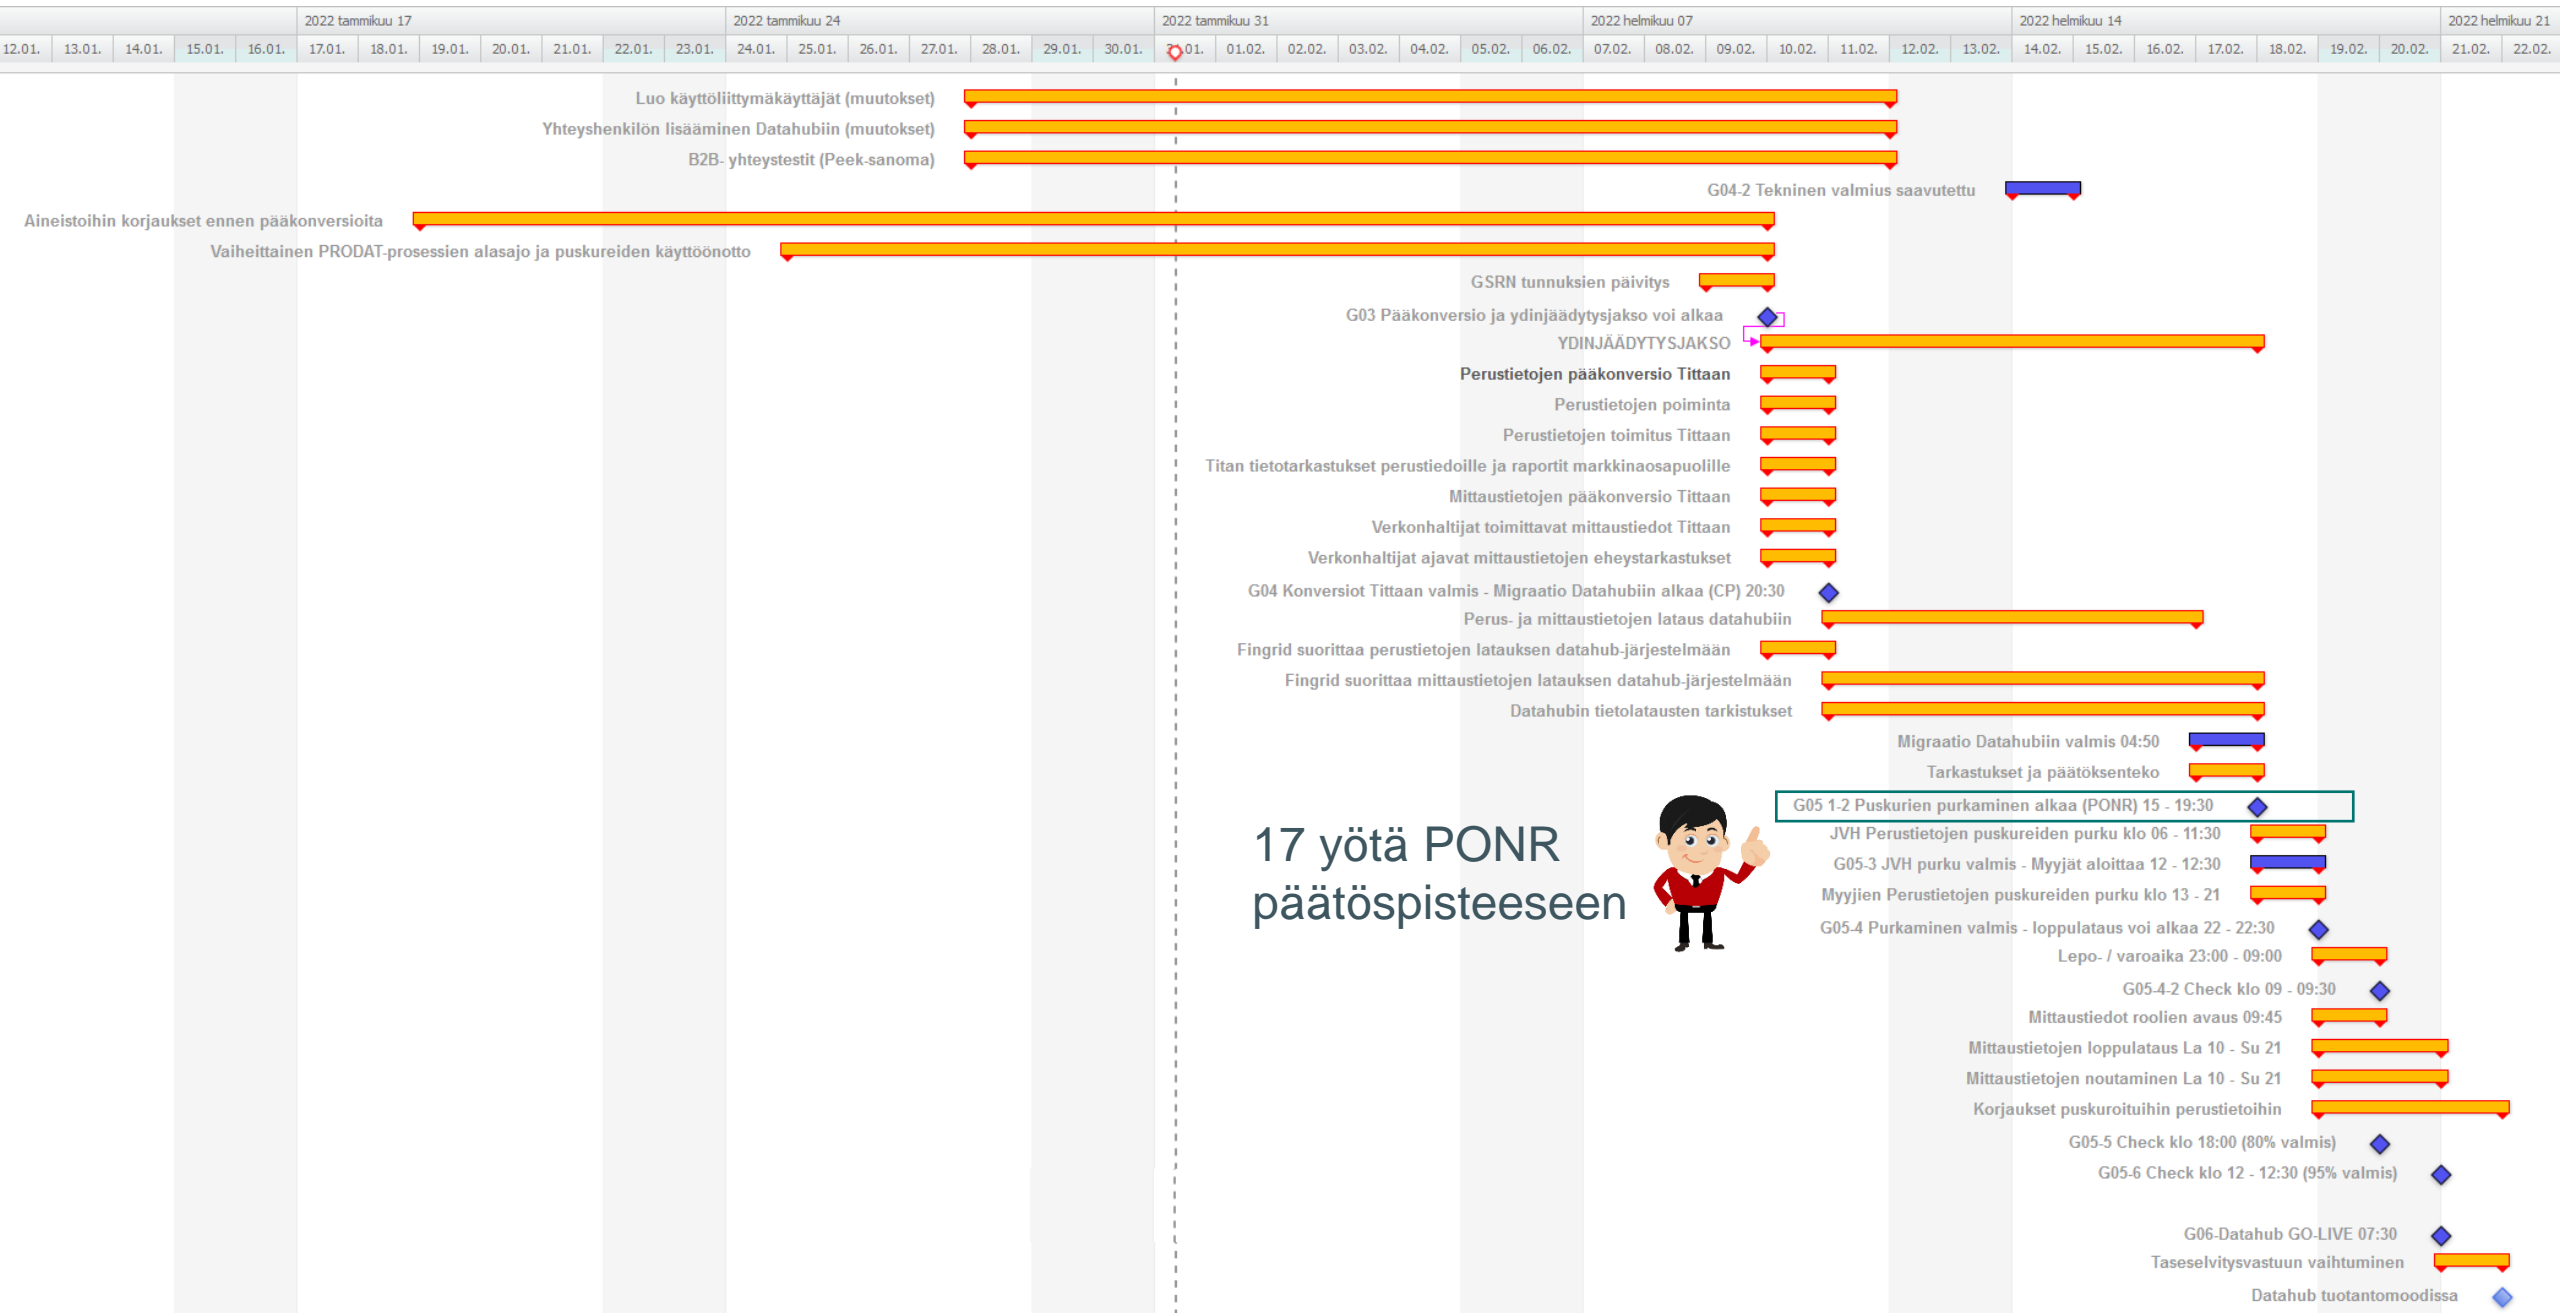 2022 tammikuu 17 2022 tammikuu 24 2022 tammikuu 31 2022 helmikuu 07 2022 helmikuu 14 2022 helmikuu 21
12.01. 13.01. 14.01. 15.01. 16.01. 17.01. 18.01. 19.01. 20.01. 21.01. 22.01. 23.01. 24.01. 25.01. 26.01. 27.01. 28.01. 29.01. 30.01. 01. 01.02. 02.02. 03.02. 04.02. 05.02. 06.02. 07.02. 08.02. 09.02. 10.02. 11.02. 12.02. 13.02. 14.02. 15.02. 16.02. 17.02. 18.02. 19.02. 20.02. 21.02. 22.02.
Luo käyttöliittymäkäyttäjät (muutokset)
Yhteyshenkilön lisääminen Datahubiin (muutokset)
B2B- yhteystestit (Peek-sanoma)
G04-2 Tekninen valmius saavutettu
Aineistoihin korjaukset ennen pääkonversioita
Vaiheittainen PRODAT-prosessien alasajo ja puskureiden käyttöönotto
GSRN tunnuksien päivitys
G03 Pääkonversio ja ydinjäädytysjakso voi alkaa
YDINJÄÄDYTYSJAKSO
Perustietojen pääkonversio Tittaan
Perustietojen poiminta
Perustietojen toimitus Tittaan
Titan tietotarkastukset perustiedoille ja raportit markkinaosapuolille
Mittaustietojen pääkonversio Tittaan
Verkonhaltijat toimittavat mittaustiedot Tittaan
Verkonhaltijat ajavat mittaustietojen eheystarkastukset
G04 Konversiot Tittaan valmis - Migraatio Datahubiin alkaa (CP) 20:30
Perus- ja mittaustietojen lataus datahubiin
Fingrid suorittaa perustietojen latauksen datahub-järjestelmään
Fingrid suorittaa mittaustietojen latauksen datahub-järjestelmään
Datahubin tietolatausten tarkistukset
Migraatio Datahubiin valmis 04:50
Tarkastukset ja päätöksenteko
G05 1-2 Puskurien purkaminen alkaa (PONR) 15 - 19:30
17 yötä PONR
päätöspisteeseen
JVH Perustietojen puskureiden purku klo 06 - 11:30
G05-3 JVH purku valmis - Myyjät aloittaa 12 - 12:30
Myyjien Perustietojen puskureiden purku klo 13 - 21
G05-4 Purkaminen valmis - loppulataus voi alkaa 22 - 22:30
Lepo- / varoaika 23:00 - 09:00
G05-4-2 Check klo 09 - 09:30
Mittaustiedot roolien avaus 09:45
Mittaustietojen loppulataus La 10 - Su 21
Mittaustietojen noutaminen La 10 - Su 21
Korjaukset puskuroituihin perustietoihin
G05-5 Check klo 18:00 (80% valmis)
G05-6 Check klo 12 - 12:30 (95% valmis)
G06-Datahub GO-LIVE 07:30
Taseselvitysvastuun vaihtuminen
Datahub tuotantomoodissa